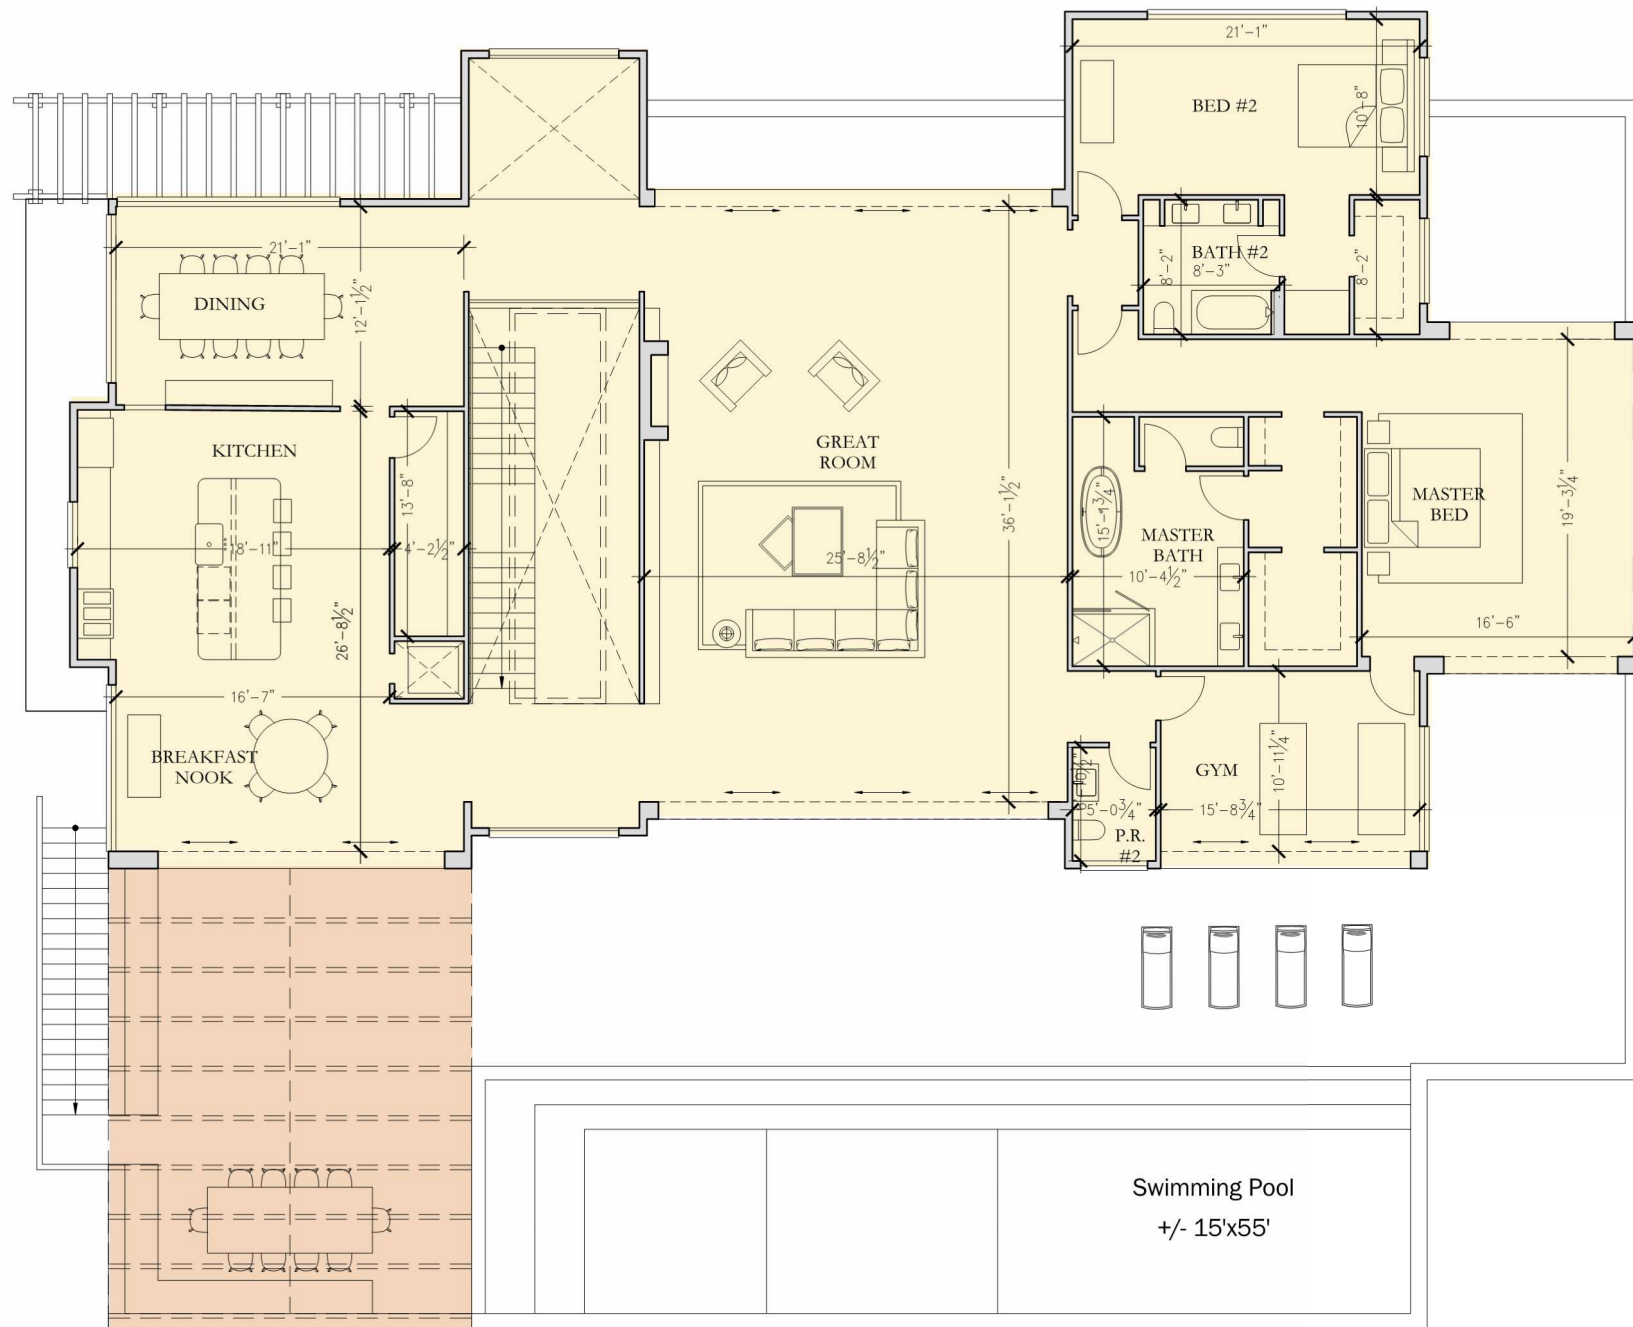 21'-1"
BED #2
10'-8"
21'-1"
DINING
12'-1½"
BATH #2
8'-3"
8'-2"
8'-2"
KITCHEN
13'-8"
18'-11"
4'-2½"
26'-8½"
GREAT
ROOM
36'-1½"
25'-8½"
15'-1¾"
MASTER
BATH
10'-4½"
MASTER
BED
19'-3¼"
16'-6"
16'-7"
BREAKFAST
NOOK
GYM
10'-11¼"
15'-8¾"
5'-0¾"
P.R.
#2
Swimming Pool
+/- 15'x55'